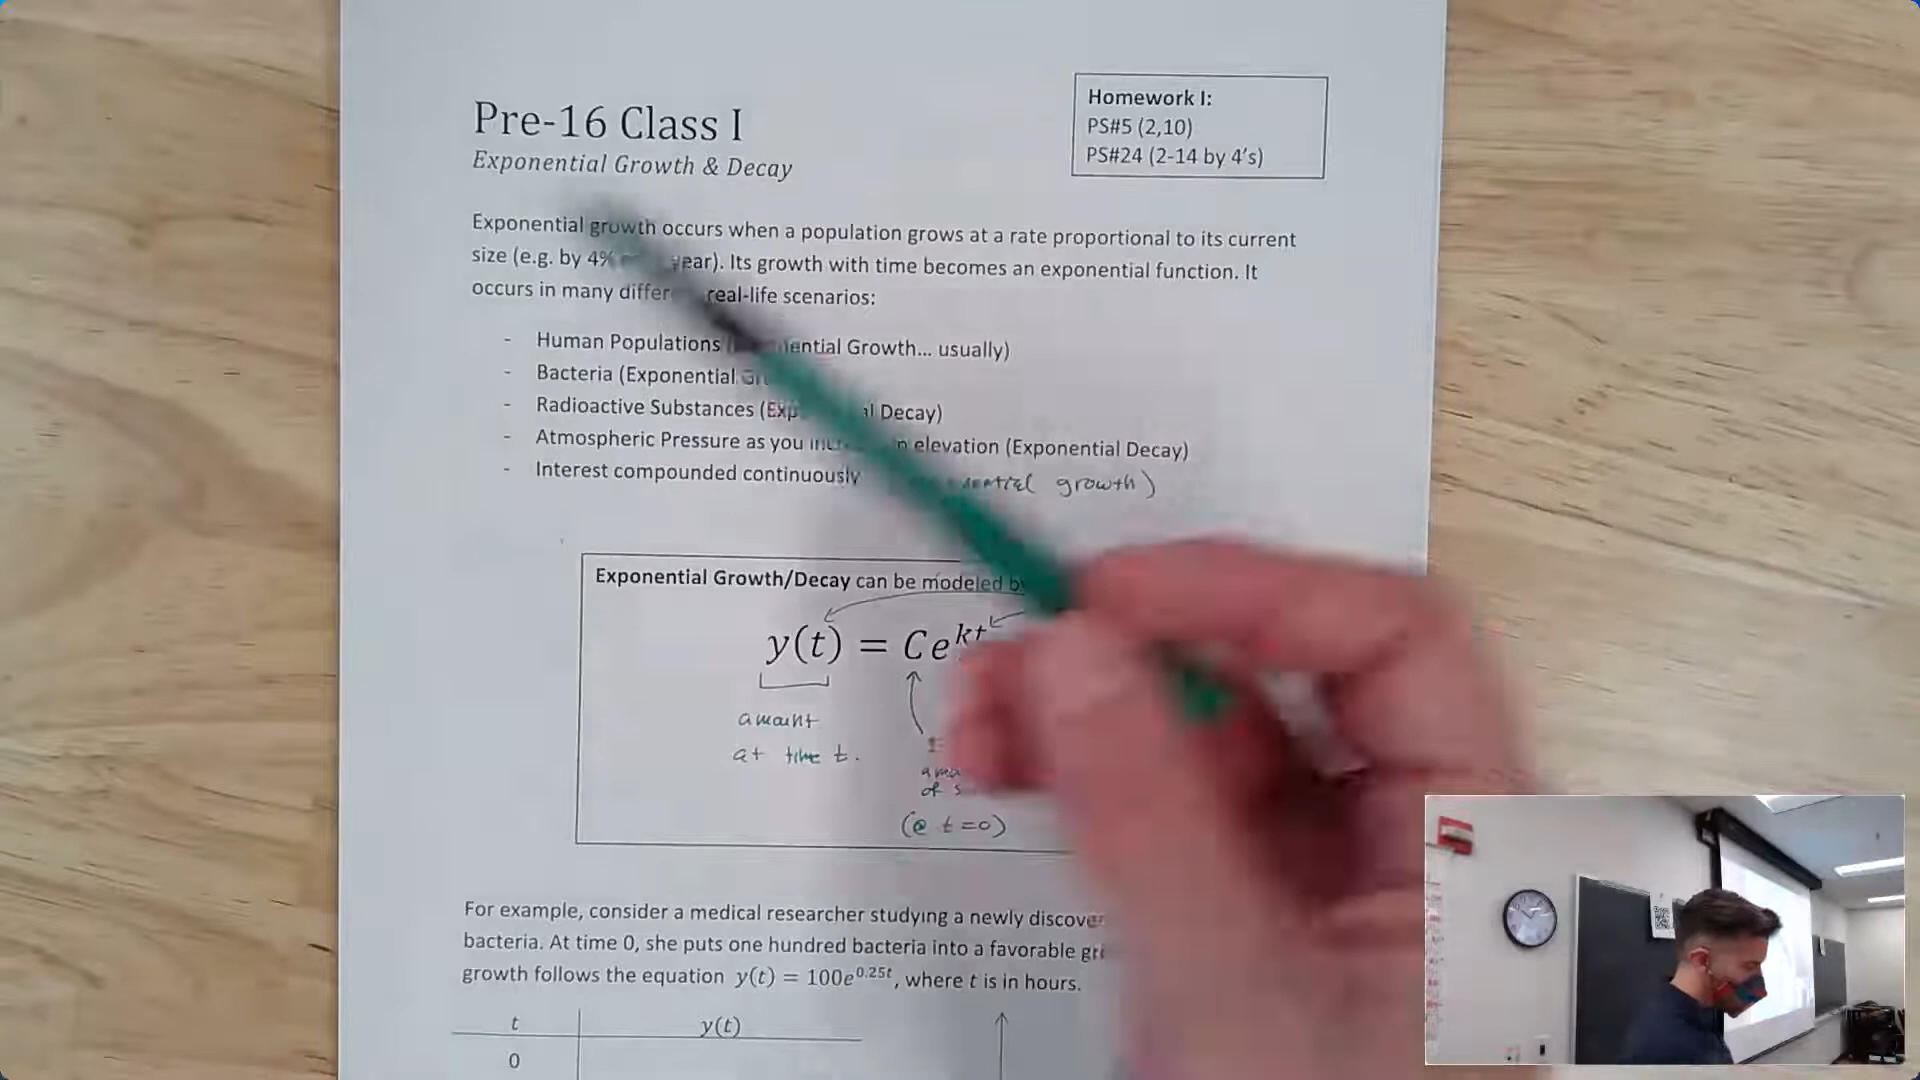 Pre-16 Class I
Exponential Growth & Decay
Homework I:
PS#5 (2,10)
PS#24 (2-14 by 4's)
Exponential growth occurs when a population grows at a rate proportional to its current
size (e.g. by 4% year). Its growth with time becomes an exponential function. It
occurs in many real-life scenarios:
- Human Populations Growth... usually)
- Bacteria (Exponential
- Radioactive Substances Decay)
- Atmospheric Pressure as you elevation (Exponential Decay)
- Interest compounded continuously growth)
Exponential Growth/Decay can be modeled
y(t) = Ce^kt
amount
at time t.
of
(@ t=0)
For example, consider a medical researcher studying a newly
bacteria. At time 0, she puts one hundred bacteria into a favorable
growth follows the equation y(t) = 100e^0.25t, where t is in hours.
t y(t)
0